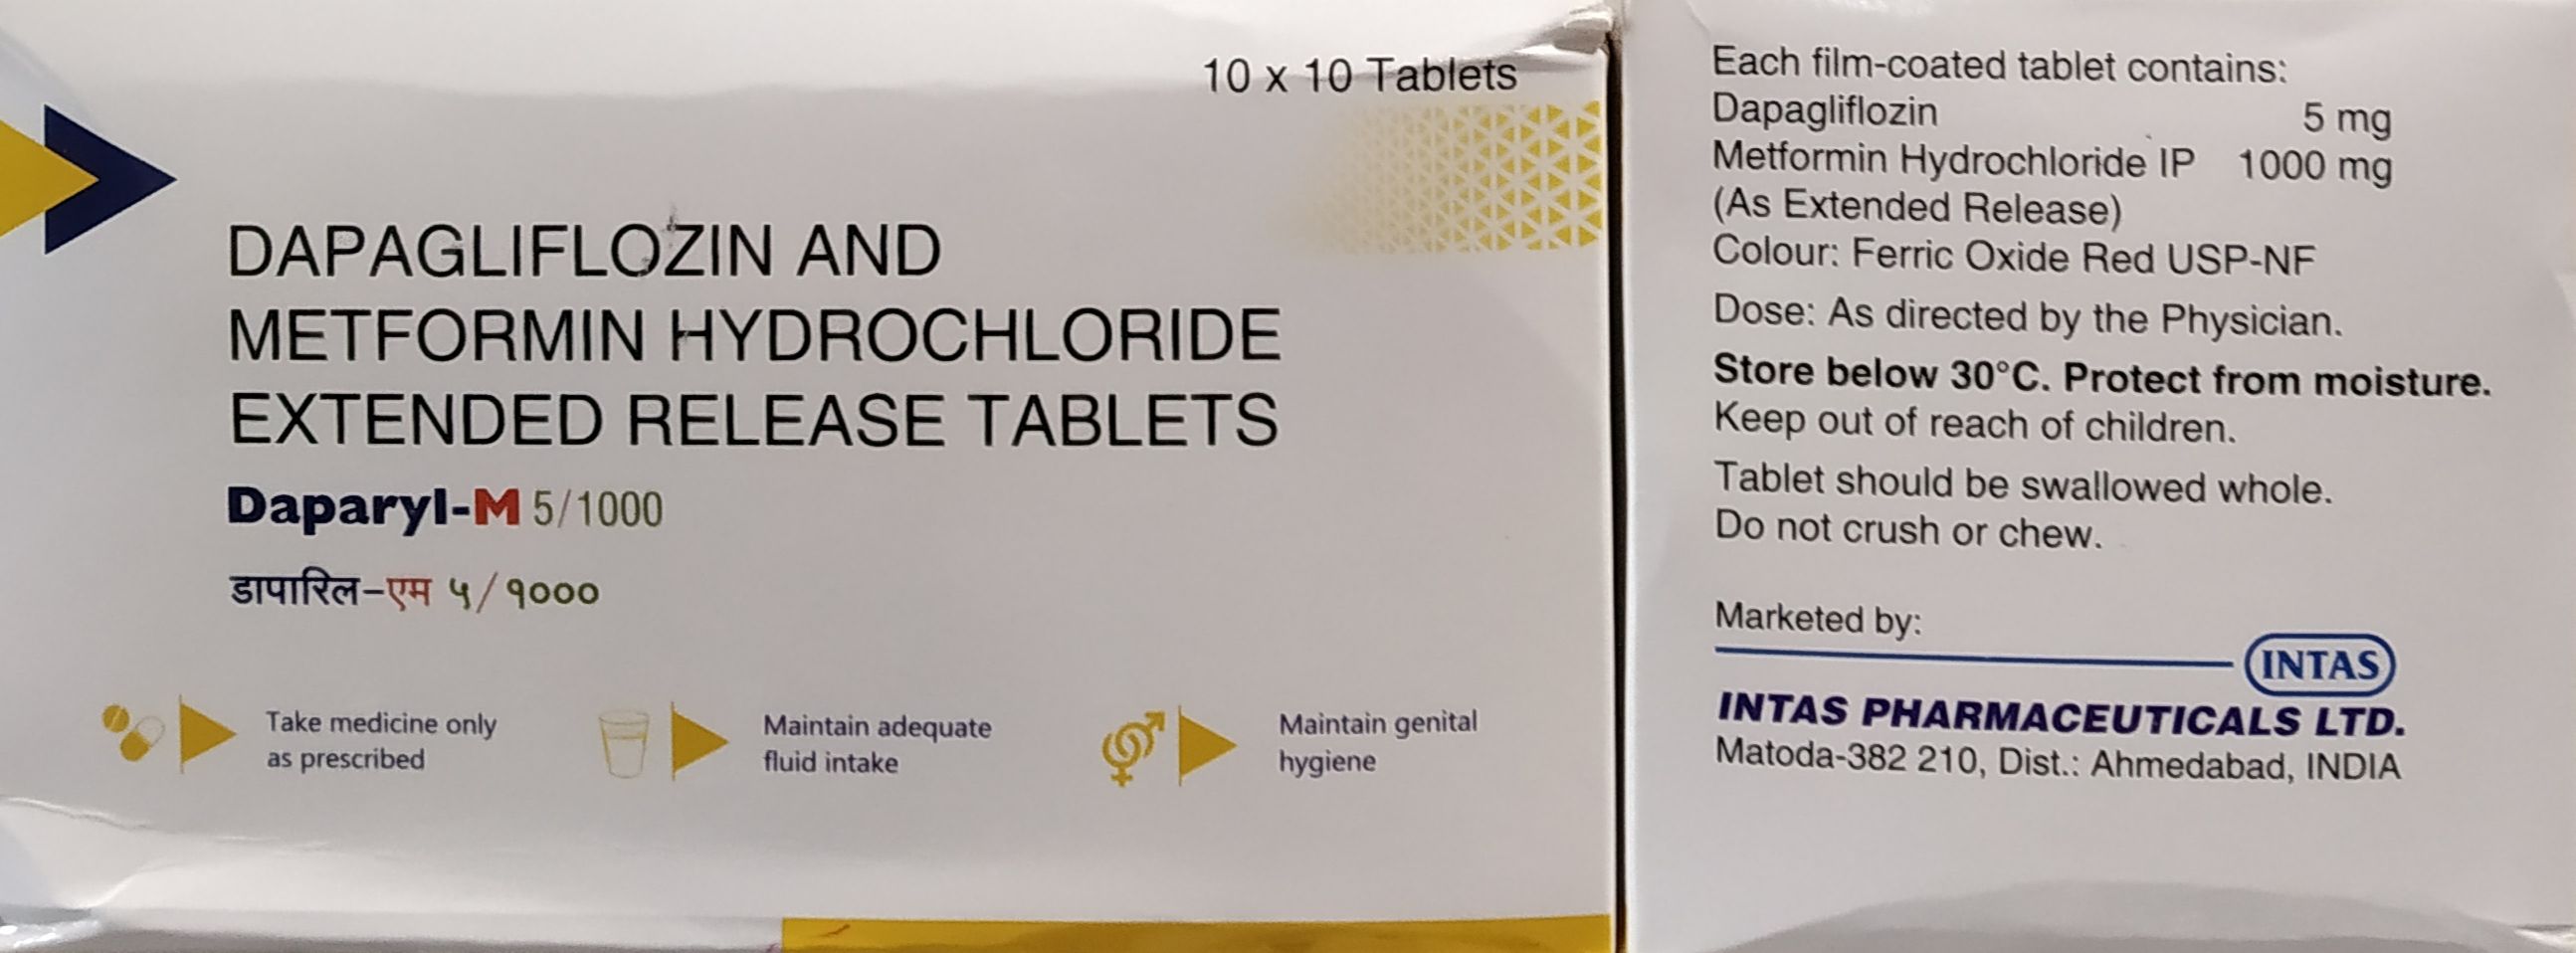 10 x 10 Tablets
DAPAGLIFLOZIN AND
METFORMIN HYDROCHLORIDE
EXTENDED RELEASE TABLETS
Daparyl-M 5/1000
डापारिल-एम ५/१०००
Take medicine only
as prescribed
Maintain adequate
fluid intake
Maintain genital
hygiene
Each film-coated tablet contains:
Dapagliflozin 5 mg
Metformin Hydrochloride IP 1000 mg
(As Extended Release)
Colour: Ferric Oxide Red USP-NF
Dose: As directed by the Physician.
Store below 30°C. Protect from moisture.
Keep out of reach of children.
Tablet should be swallowed whole.
Do not crush or chew.
Marketed by:
INTAS
INTAS PHARMACEUTICALS LTD.
Matoda-382 210, Dist.: Ahmedabad, INDIA